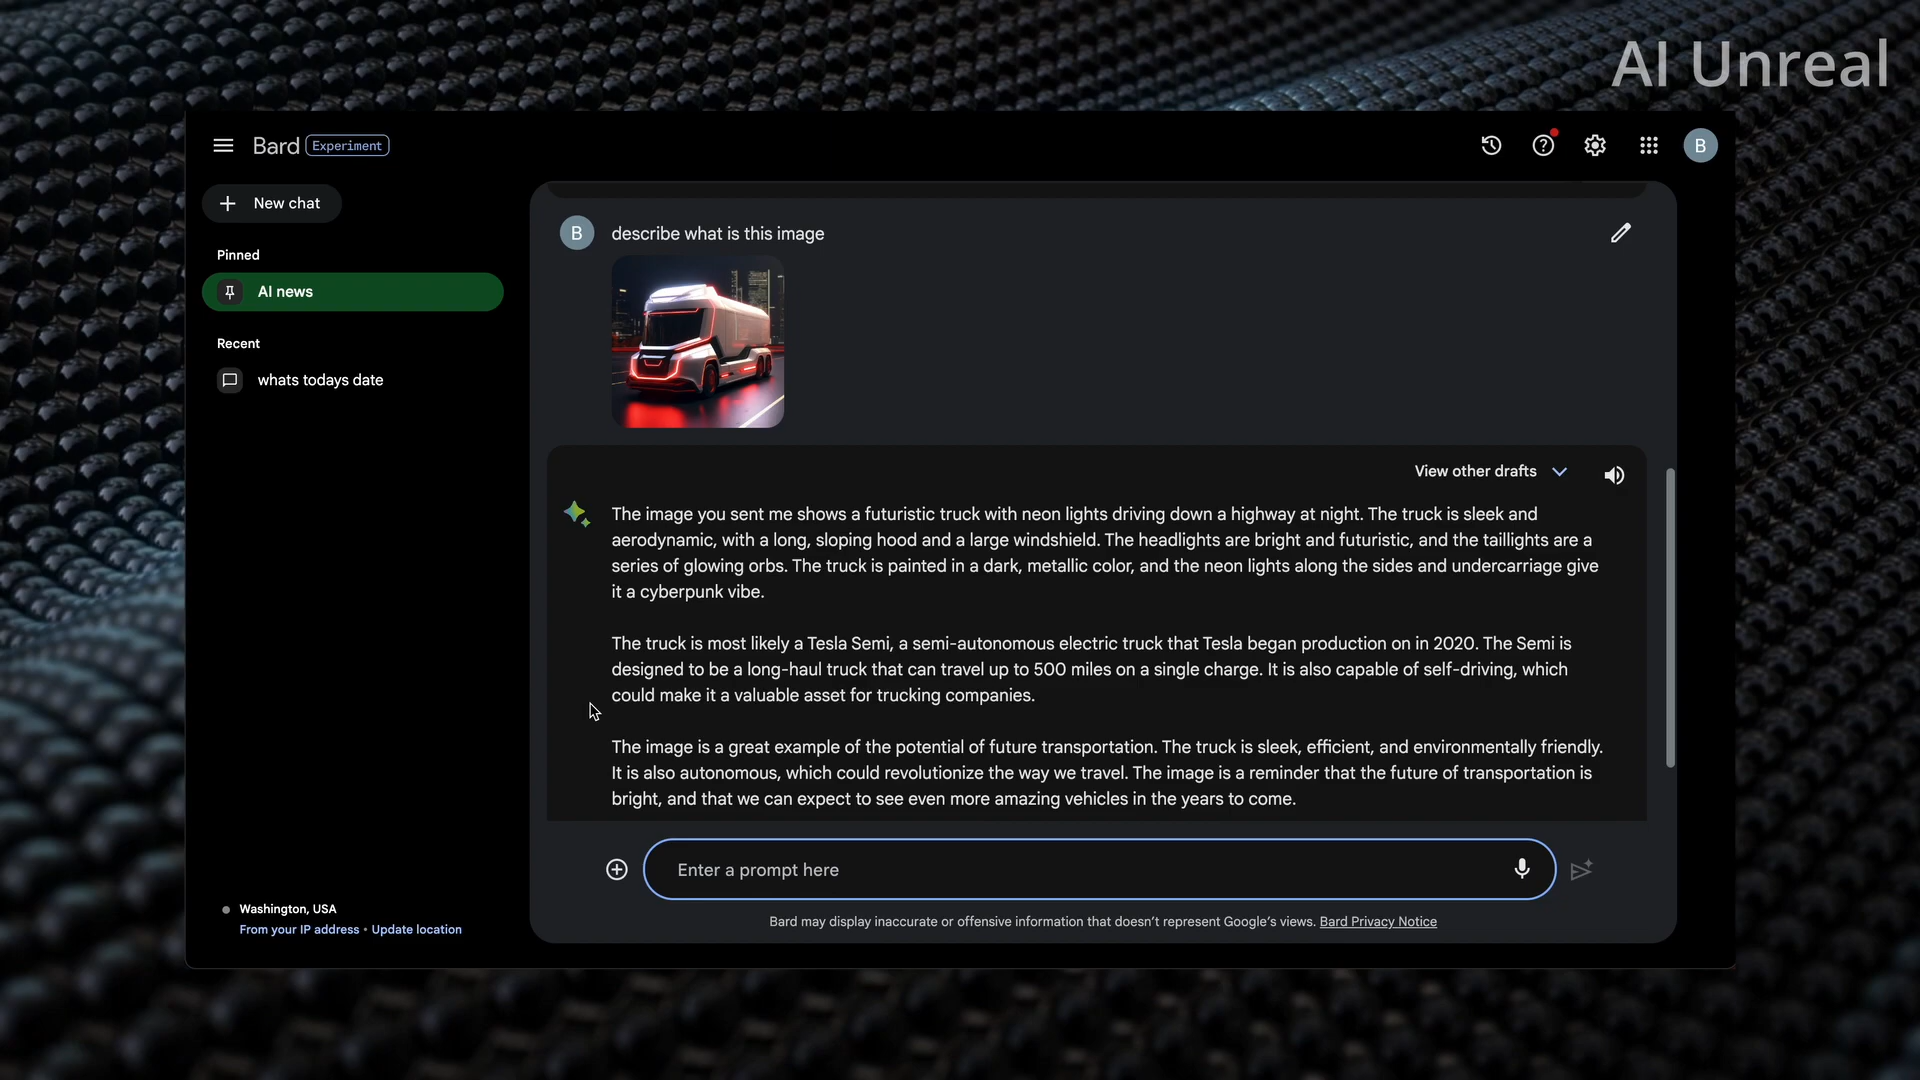 AI Unreal
Bard Experiment
B
New chat
Pinned
AI news
Recent
whats todays date
Washington, USA
From your IP address • Update location
B
describe what is this image
View other drafts
The image you sent me shows a futuristic truck with neon lights driving down a highway at night. The truck is sleek and
aerodynamic, with a long, sloping hood and a large windshield. The headlights are bright and futuristic, and the taillights are a
series of glowing orbs. The truck is painted in a dark, metallic color, and the neon lights along the sides and undercarriage give
it a cyberpunk vibe.
The truck is most likely a Tesla Semi, a semi-autonomous electric truck that Tesla began production on in 2020. The Semi is
designed to be a long-haul truck that can travel up to 500 miles on a single charge. It is also capable of self-driving, which
could make it a valuable asset for trucking companies.
The image is a great example of the potential of future transportation. The truck is sleek, efficient, and environmentally friendly.
It is also autonomous, which could revolutionize the way we travel. The image is a reminder that the future of transportation is
bright, and that we can expect to see even more amazing vehicles in the years to come.
Enter a prompt here
Bard may display inaccurate or offensive information that doesn't represent Google's views. Bard Privacy Notice